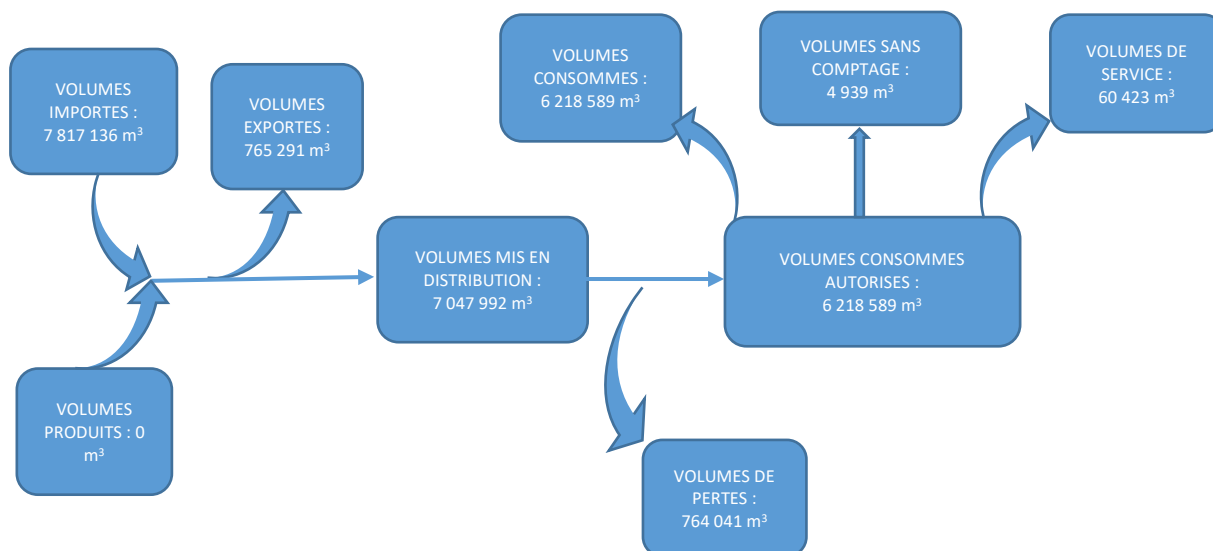 VOLUMES
IMPORTES :
7 817 136 m³
VOLUMES
EXPORTES :
765 291 m³
VOLUMES
CONSOMMES :
6 218 589 m³
VOLUMES SANS
COMPTAGE :
4 939 m³
VOLUMES DE
SERVICE :
60 423 m³
VOLUMES MIS EN
DISTRIBUTION :
7 047 992 m³
VOLUMES CONSOMMES
AUTORISES :
6 218 589 m³
VOLUMES
PRODUITS : 0
m³
VOLUMES DE
PERTES :
764 041 m³